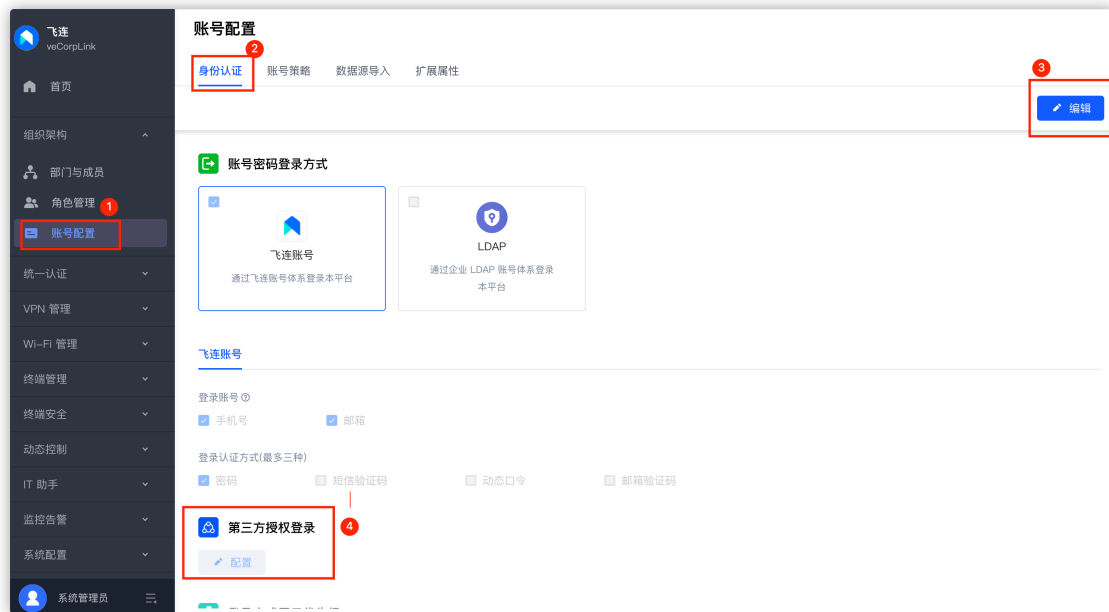 飞连
veCorpLink
首页
组织架构
部门与成员
角色管理
1
账号配置
统一认证
VPN 管理
Wi-Fi 管理
终端管理
终端安全
动态控制
IT 助手
监控告警
系统配置
系统管理员
账号配置
2
身份认证 账号策略 数据源导入 扩展属性
3
编辑
账号密码登录方式
飞连账号
通过飞连账号体系登录本平台
LDAP
通过企业 LDAP 账号体系登录
本平台
飞连账号
登录账号
手机号 邮箱
登录认证方式(最多三种)
密码 短信验证码 动态口令 邮箱验证码
第三方授权登录 4
配置